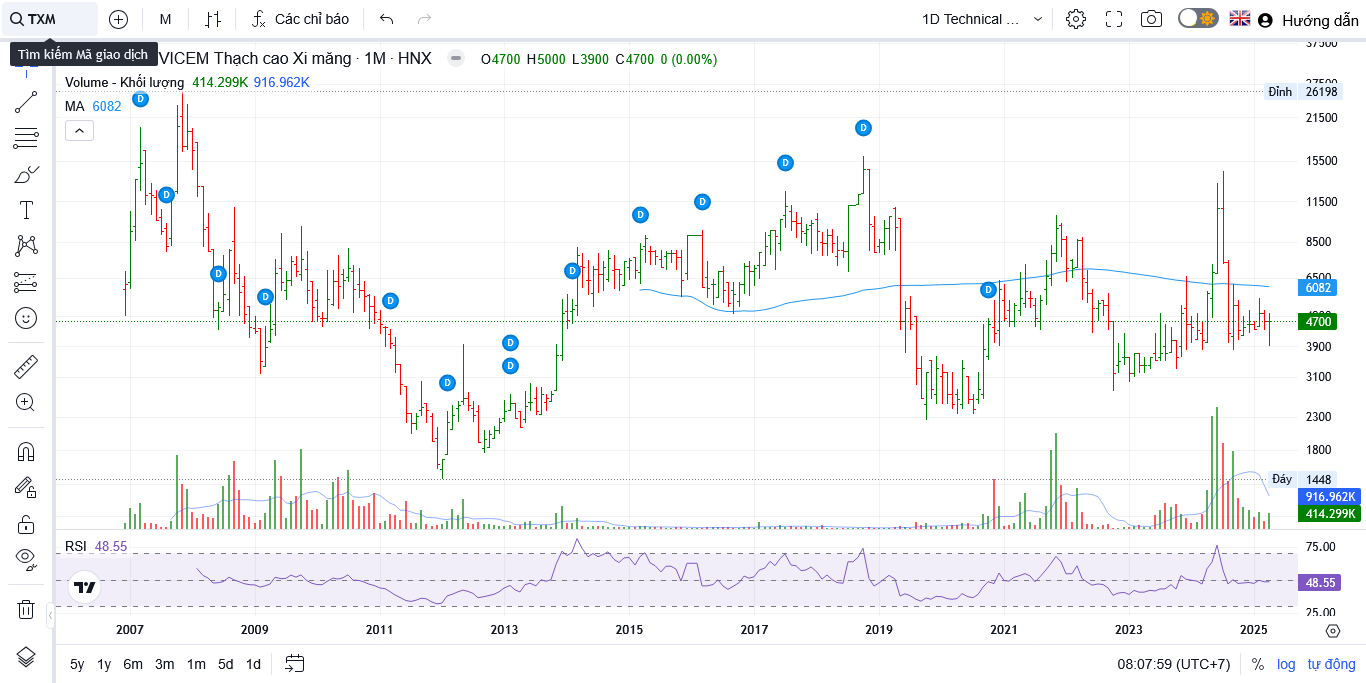 TXM
M
Các chỉ báo
1D Technical ...
Hướng dẫn
Tìm kiếm Mã giao dịch
VICEM Thạch cao Xi măng · 1M · HNX
O4700 H5000 L3900 C4700 0 (0.00%)
Volume - Khối lượng 414.299K 916.962K
MA 6082
37500
27500
Đỉnh 26198
21500
15500
11500
8500
6500
6082
4700
3900
3100
2300
1800
Đáy 1448
916.962K
414.299K
D
D
D
D
D
D
D
D
D
D
D
D
D
D
RSI 48.55
75.00
48.55
25.00
2007 2009 2011 2013 2015 2017 2019 2021 2023 2025
5y 1y 6m 3m 1m 5d 1d
08:07:59 (UTC+7) % log tự động